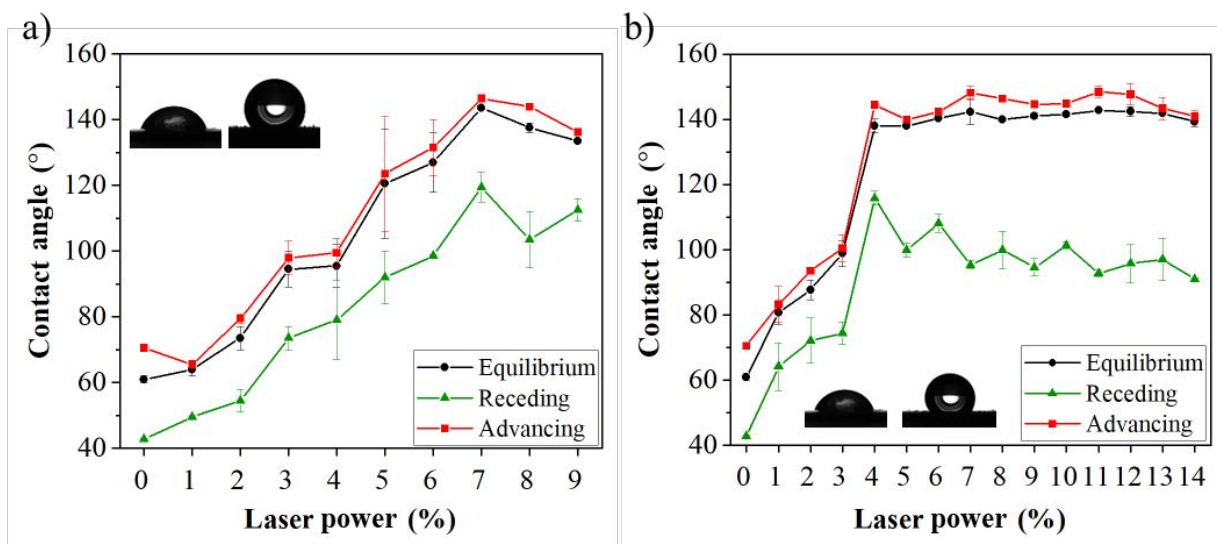 a)
160
140
120
100
80
60
40
Contact angle (°)
Equilibrium
Receding
Advancing
0 1 2 3 4 5 6 7 8 9
Laser power (%)
b)
160
140
120
100
80
60
40
Contact angle (°)
Equilibrium
Receding
Advancing
0 1 2 3 4 5 6 7 8 9 10 11 12 13 14
Laser power (%)